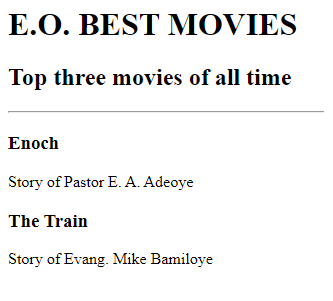 E.O. BEST MOVIES
Top three movies of all time
Enoch
Story of Pastor E. A. Adeoye
The Train
Story of Evang. Mike Bamiloye